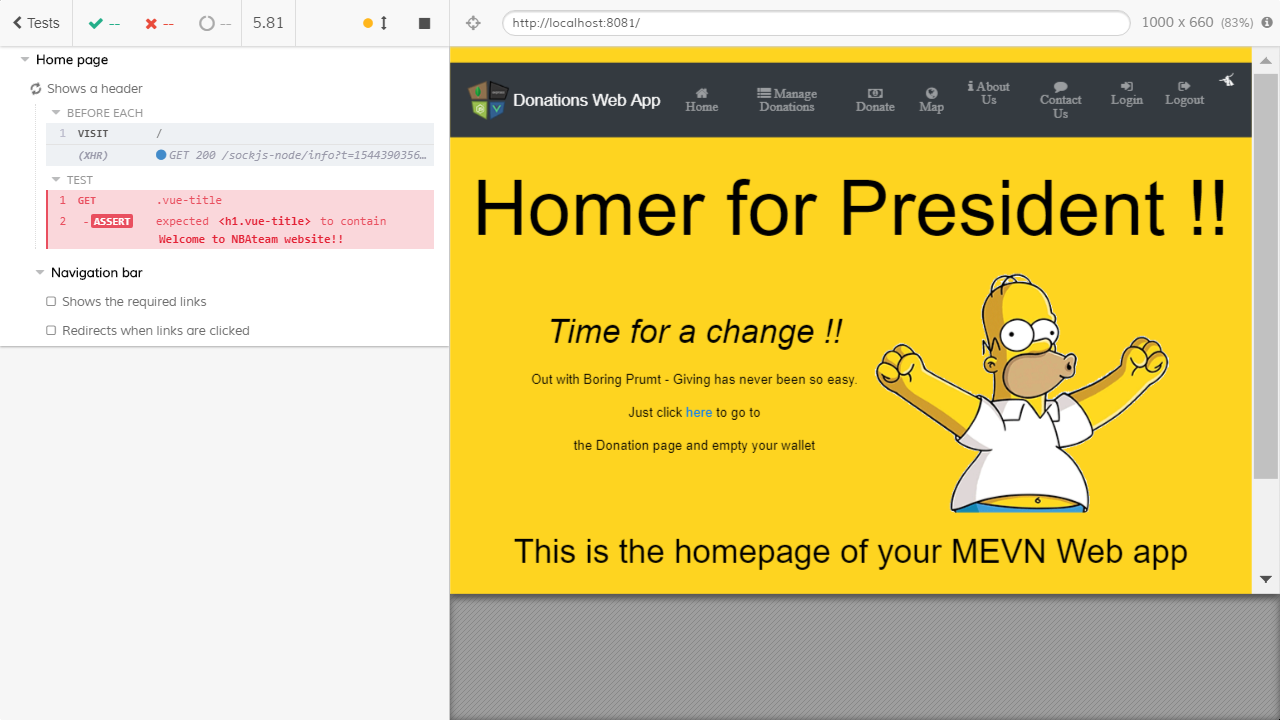 Tests
--
--
--
5.81
http://localhost:8081/
1000 x 660 (83%)
Home page
Shows a header
BEFORE EACH
1 VISIT /
(XHR) GET 200 /sockjs-node/info?t=1544390356…
TEST
1 GET .vue-title
2 -ASSERT expected <h1.vue-title> to contain
Welcome to NBAteam website!!
Navigation bar
Shows the required links
Redirects when links are clicked
Donations Web App
Home
Manage
Donations
Donate
Map
About
Us
Contact
Us
Login
Logout
Homer for President !!
Time for a change !!
Out with Boring Prumt - Giving has never been so easy.
Just click here to go to
the Donation page and empty your wallet
This is the homepage of your MEVN Web app